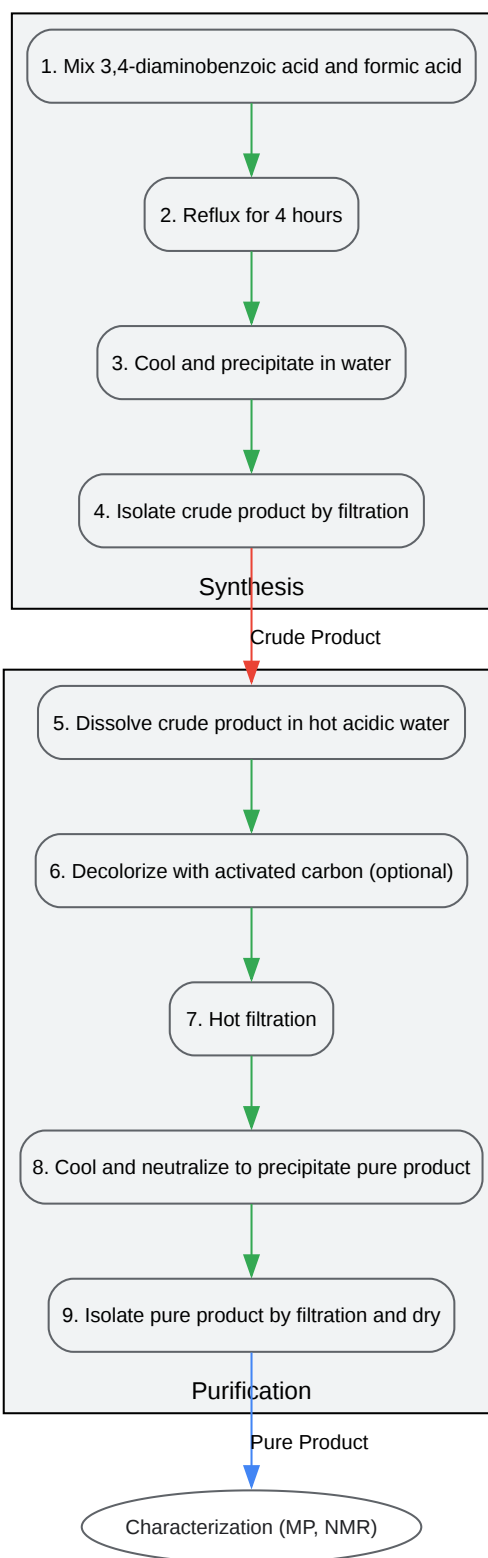 1. Mix 3,4-diaminobenzoic acid and formic acid
2. Reflux for 4 hours
3. Cool and precipitate in water
4. Isolate crude product by filtration
Synthesis
Crude Product
5. Dissolve crude product in hot acidic water
6. Decolorize with activated carbon (optional)
7. Hot filtration
8. Cool and neutralize to precipitate pure product
9. Isolate pure product by filtration and dry
Purification
Pure Product
Characterization (MP, NMR)